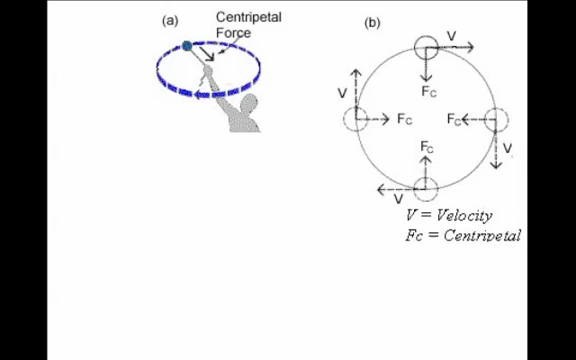 (a)
Centripetal
Force
(b)
V
Fc
V
Fc
Fc
V
Fc
V
V = Velocity
Fc = Centripetal